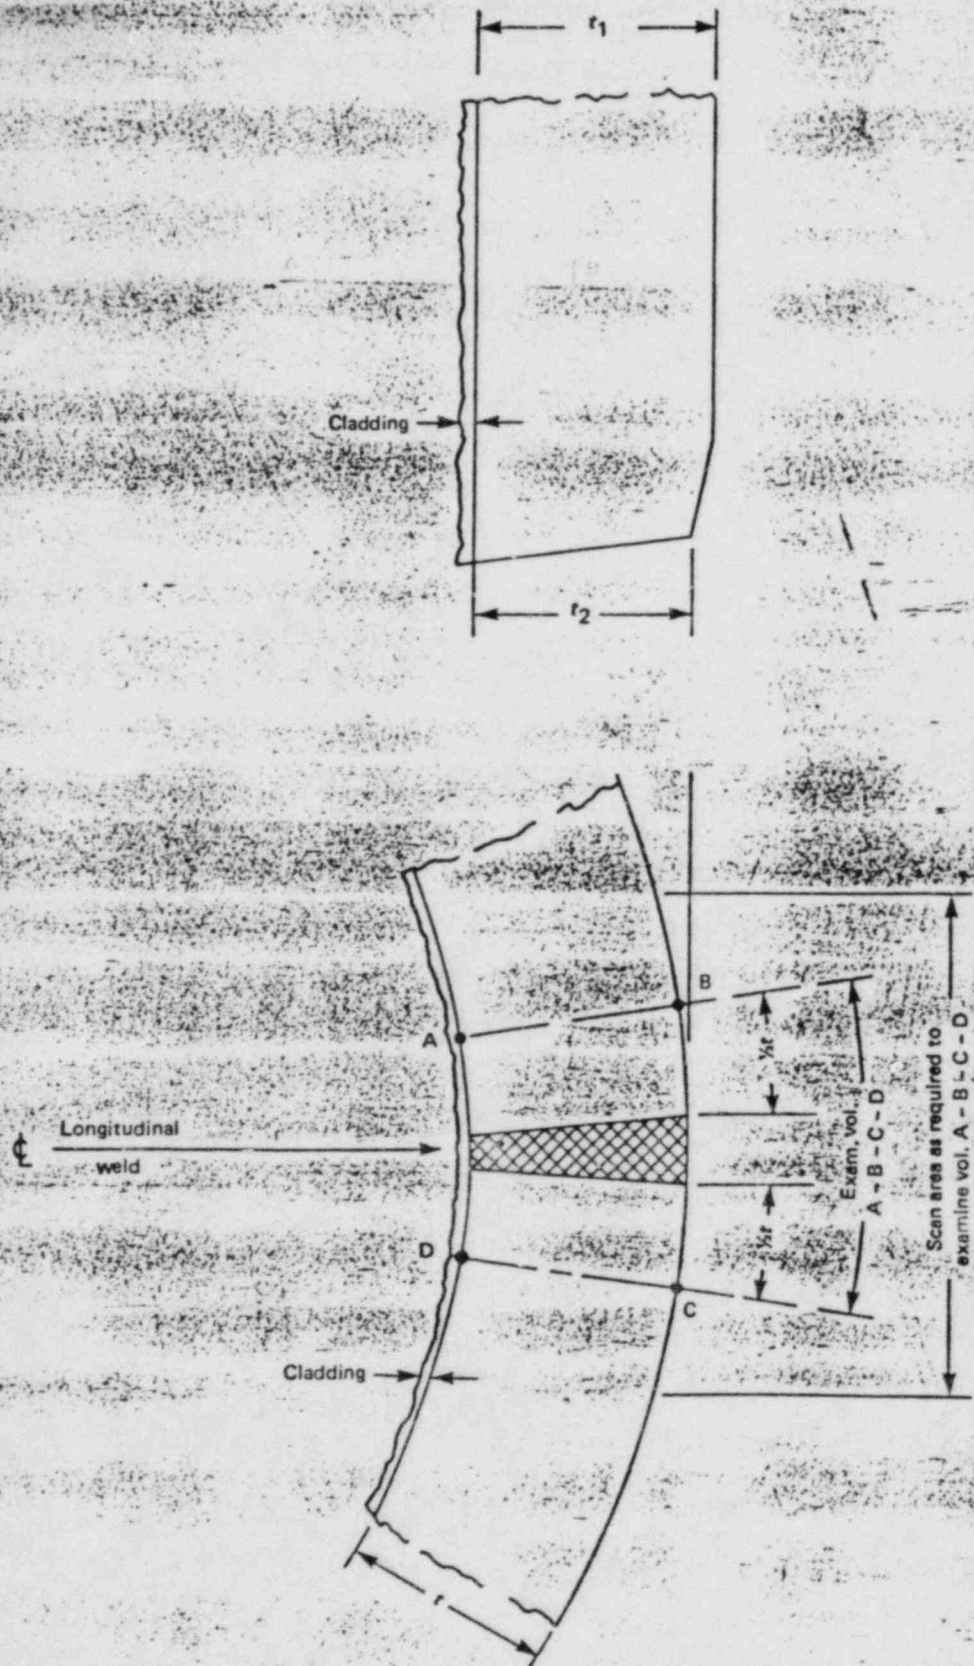 t1
Cladding
t2
B
A
½t
℄ Longitudinal
weld
Exam. vol.
A - B - C - D
Scan area as required to
examine vol. A - B - C - D
D
½t
C
Cladding
t